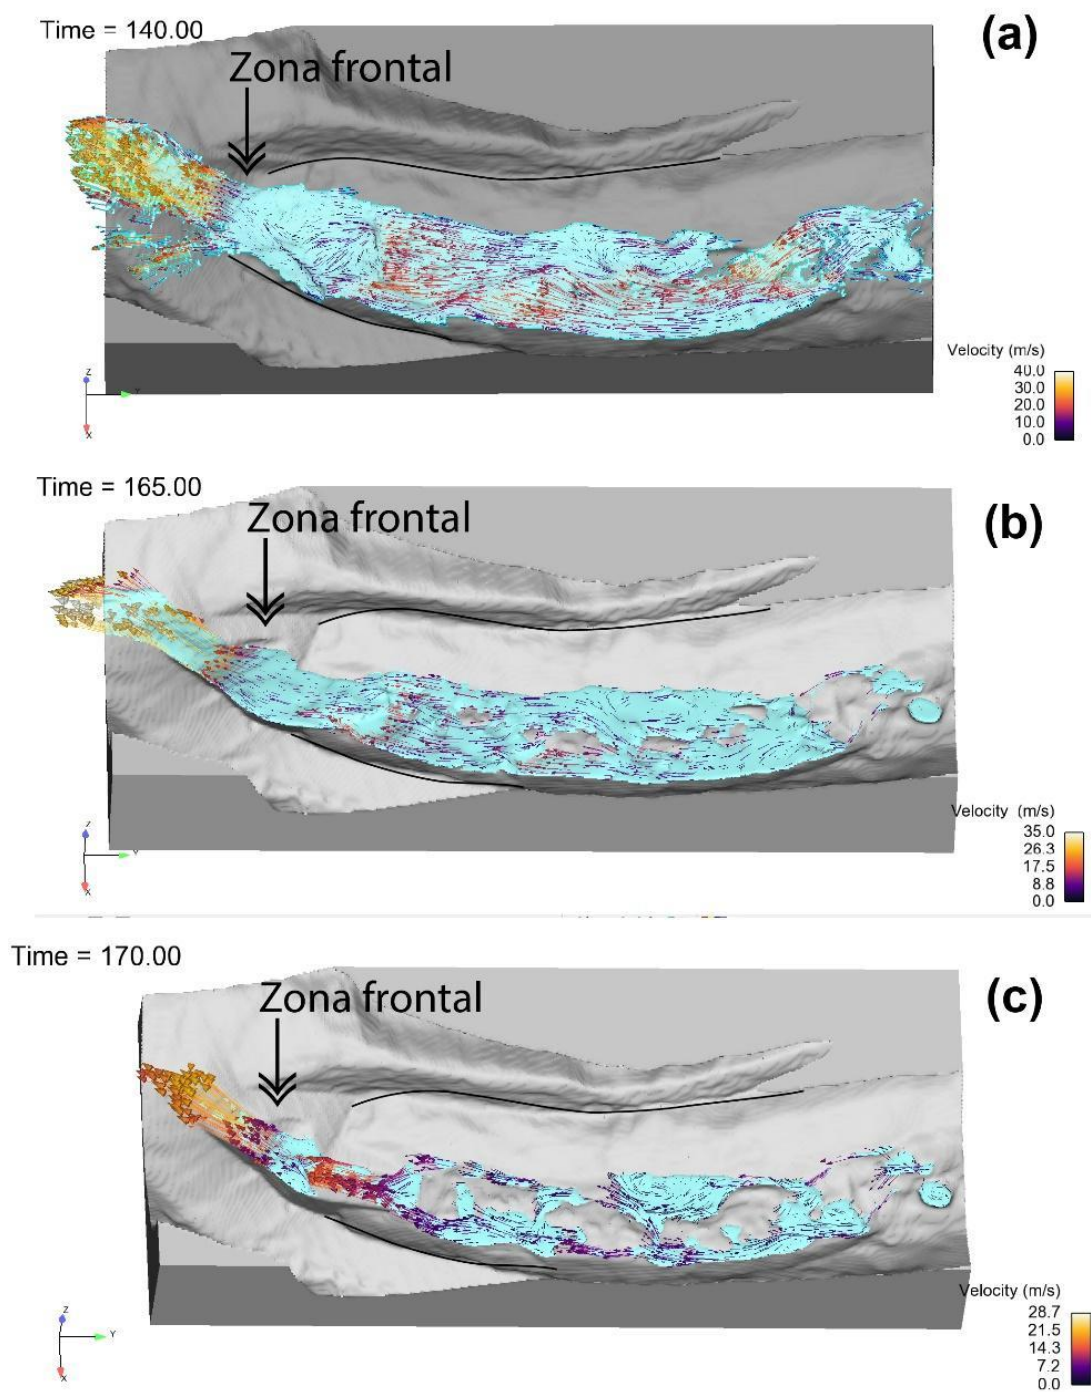 Time = 140.00
(a)
Zona frontal
Velocity (m/s)
40.0
30.0
20.0
10.0
0.0
Z
Y
X
Time = 165.00
(b)
Zona frontal
Velocity (m/s)
35.0
26.3
17.5
8.8
0.0
Z
Y
X
Time = 170.00
(c)
Zona frontal
Velocity (m/s)
28.7
21.5
14.3
7.2
0.0
Z
Y
X